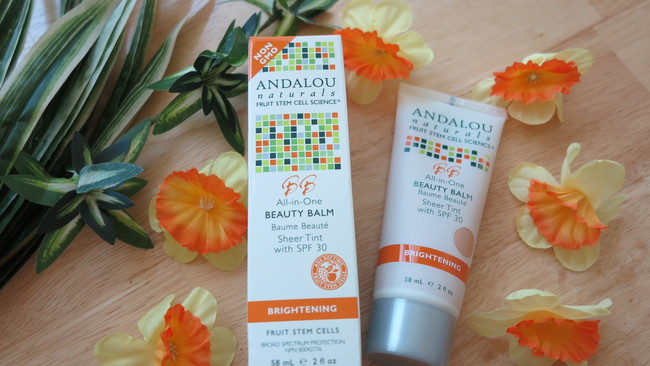 NON GMO
ANDALOU
naturals
FRUIT STEM CELL SCIENCE®
BB
All-in-One
BEAUTY BALM
Baume Beauté
Sheer Tint
with SPF 30
BRIGHTENING
FRUIT STEM CELLS
BROAD SPECTRUM PROTECTION
NPN 80042776
58 mL e 2 fl oz
ANDALOU
naturals
FRUIT STEM CELL SCIENCE®
BB
All-in-One
BEAUTY BALM
Baume Beauté
Sheer Tint
with SPF 30
BRIGHTENING
58 mL e 2 fl oz